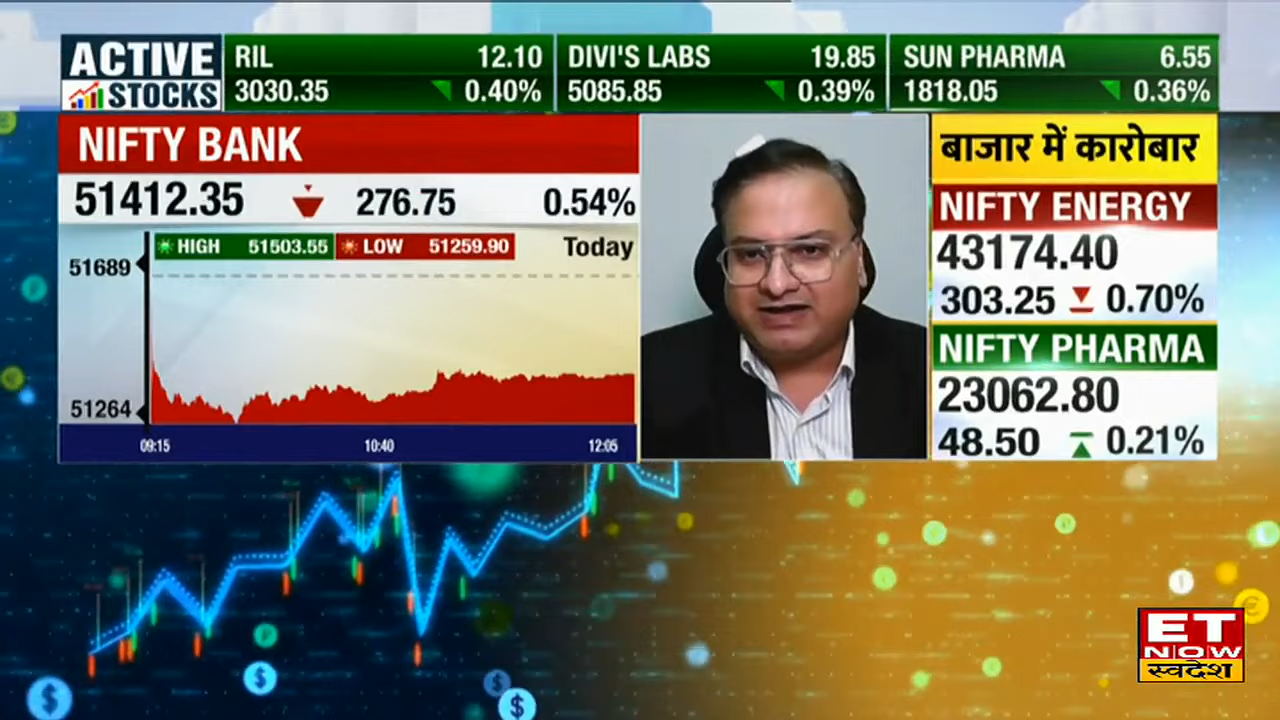 ACTIVE STOCKS
RIL 12.10
3030.35 0.40%
DIVI'S LABS 19.85
5085.85 0.39%
SUN PHARMA 6.55
1818.05 0.36%
NIFTY BANK
51412.35 276.75 0.54%
HIGH 51503.55 LOW 51259.90 Today
51689
51264
09:15 10:40 12:05
बाजार में कारोबार
NIFTY ENERGY
43174.40
303.25 0.70%
NIFTY PHARMA
23062.80
48.50 0.21%
ET
NOW
स्वदेश